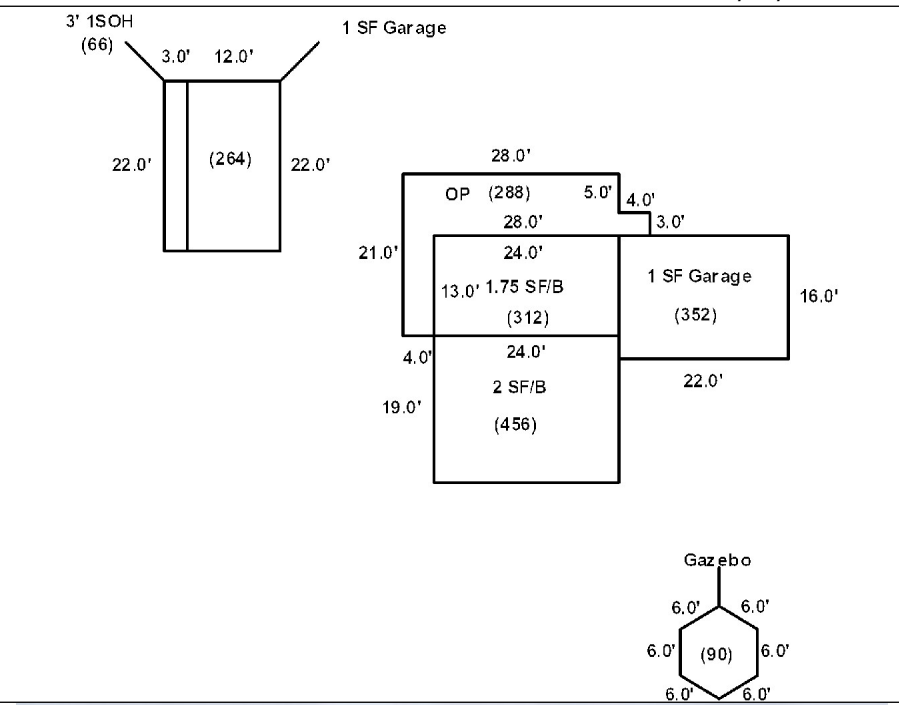 3' 1SOH
(66)
1 SF Garage
3.0' 12.0'
22.0' (264) 22.0'
28.0'
OP (288) 5.0' 4.0'
28.0' 3.0'
21.0' 24.0'
13.0' 1.75 SF/B
(312)
1 SF Garage
(352)
16.0'
4.0' 24.0'
22.0'
2 SF/B
19.0'
(456)
Gazebo
6.0' 6.0'
6.0' (90) 6.0'
6.0' 6.0'